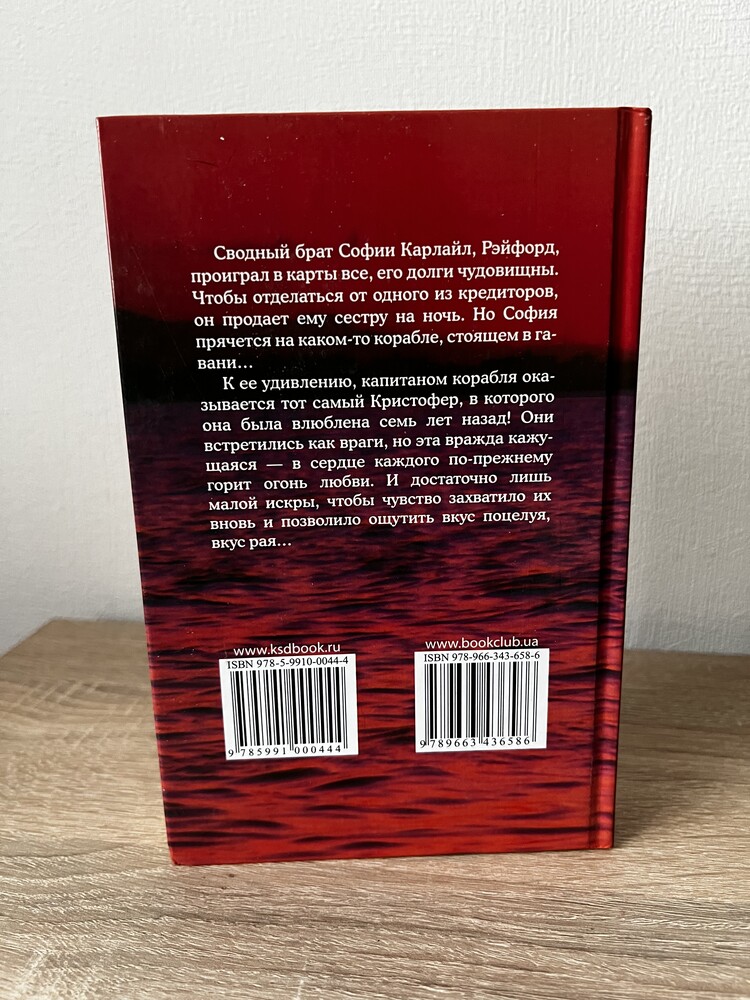 Сводный брат Софии Карлайл, Рэйфорд,
проиграл в карты все, его долги чудовищны.
Чтобы отделаться от одного из кредиторов,
он продает ему сестру на ночь. Но София
прячется на каком-то корабле, стоящем в га-
вани...
К ее удивлению, капитаном корабля ока-
зывается тот самый Кристофер, в которого
она была влюблена семь лет назад! Они
встретились как враги, но эта вражда кажу-
щаяся — в сердце каждого по-прежнему
горит огонь любви. И достаточно лишь
малой искры, чтобы чувство захватило их
вновь и позволило ощутить вкус поцелуя,
вкус рая...
www.ksdbook.ru
ISBN 978-5-9910-0044-4
9 785991 000444
www.bookclub.ua
ISBN 978-966-343-658-6
9 789663 436586